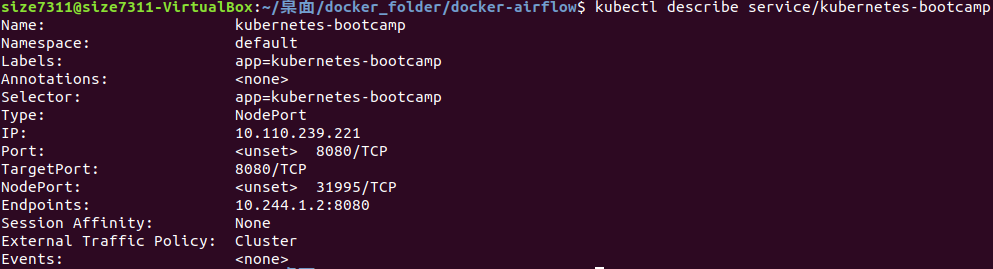 size7311@size7311-VirtualBox:~/桌面/docker_folder/docker-airflow$ kubectl describe service/kubernetes-bootcamp
Name:                     kubernetes-bootcamp
Namespace:                default
Labels:                   app=kubernetes-bootcamp
Annotations:              <none>
Selector:                 app=kubernetes-bootcamp
Type:                     NodePort
IP:                       10.110.239.221
Port:                     <unset>  8080/TCP
TargetPort:               8080/TCP
NodePort:                 <unset>  31995/TCP
Endpoints:                10.244.1.2:8080
Session Affinity:         None
External Traffic Policy:  Cluster
Events:                   <none>